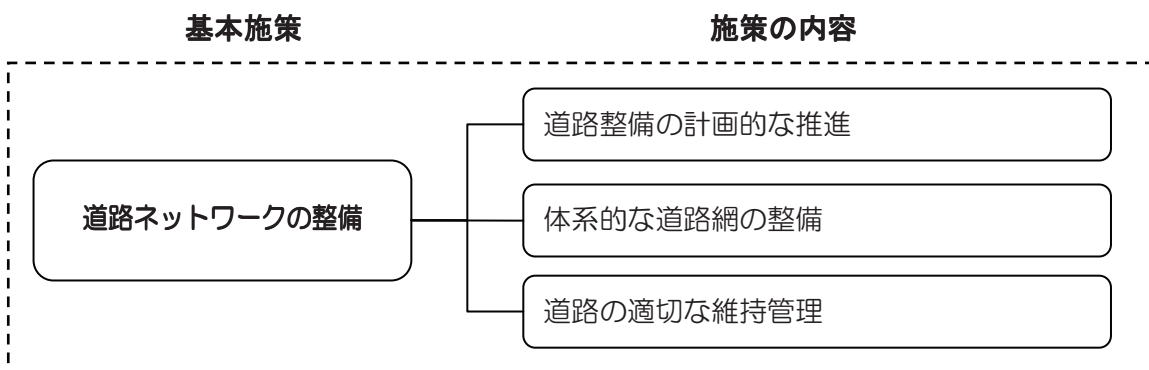 基本施策
施策の内容
道路整備の計画的な推進
道路ネットワークの整備
体系的な道路網の整備
道路の適切な維持管理